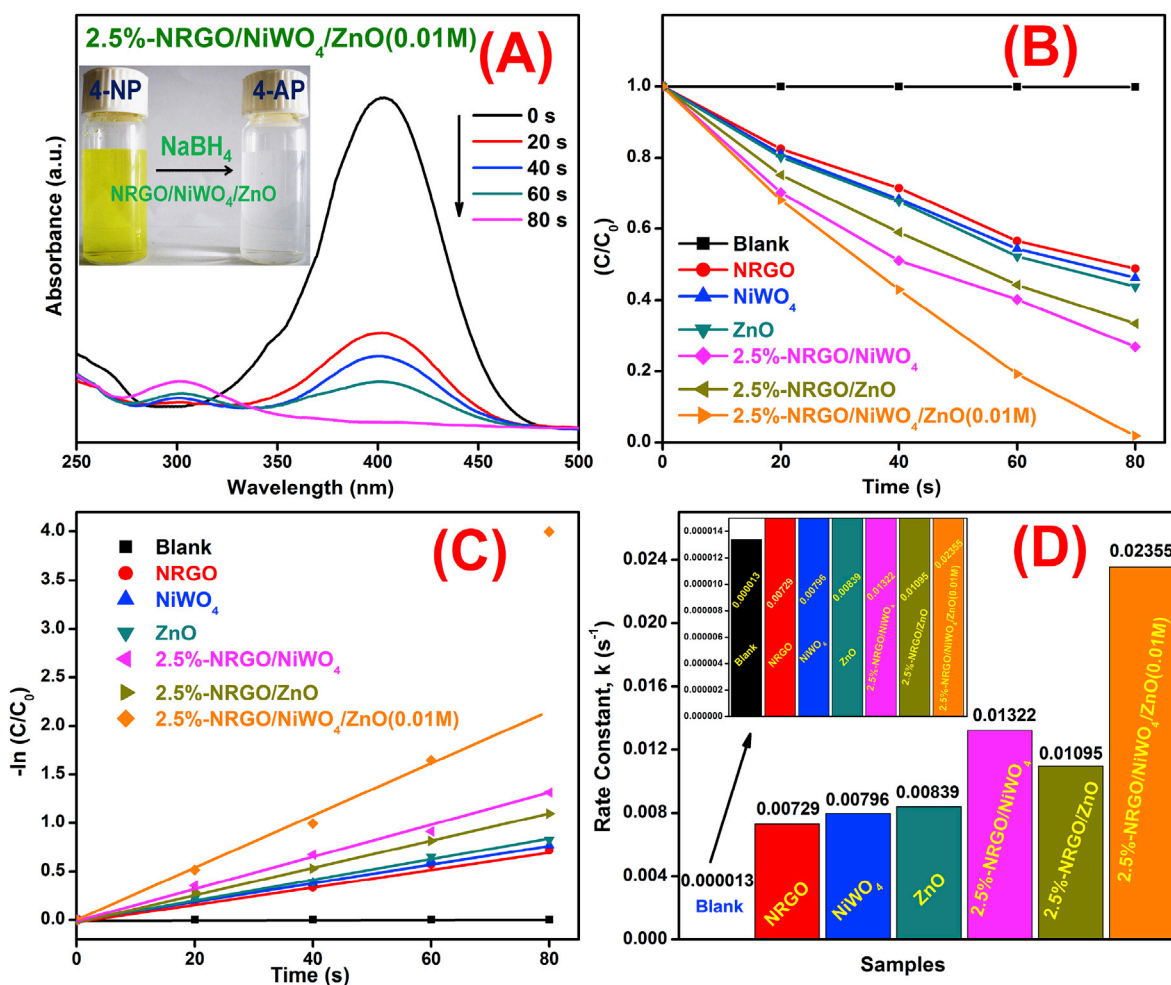 2.5%-NRGO/NiWO₄/ZnO(0.01M)
(A)
4-NP
4-AP
NaBH₄
NRGO/NiWO₄/ZnO
0 s
20 s
40 s
60 s
80 s
Absorbance (a.u.)
250 300 350 400 450 500
Wavelength (nm)
(B)
1.0
0.8
0.6
0.4
0.2
0.0
(C/C₀)
Blank
NRGO
NiWO₄
ZnO
2.5%-NRGO/NiWO₄
2.5%-NRGO/ZnO
2.5%-NRGO/NiWO₄/ZnO(0.01M)
0 20 40 60 80
Time (s)
(C)
4.0
3.5
3.0
2.5
2.0
1.5
1.0
0.5
0.0
-ln (C/C₀)
Blank
NRGO
NiWO₄
ZnO
2.5%-NRGO/NiWO₄
2.5%-NRGO/ZnO
2.5%-NRGO/NiWO₄/ZnO(0.01M)
0 20 40 60 80
Time (s)
(D)
0.024
0.020
0.016
0.012
0.008
0.004
0.000
Rate Constant, k (s⁻¹)
0.000014
0.000012
0.000010
0.000008
0.000006
0.000004
0.000002
0.000000
0.000013
0.00729
0.00796
0.00839
0.01322
0.01095
0.02355
Blank
NRGO
NiWO₄
ZnO
2.5%-NRGO/NiWO₄
2.5%-NRGO/ZnO
2.5%-NRGO/NiWO₄/ZnO(0.01M)
0.000013
Blank
0.00729
NRGO
0.00796
NiWO₄
0.00839
ZnO
0.01322
2.5%-NRGO/NiWO₄
0.01095
2.5%-NRGO/ZnO
0.02355
2.5%-NRGO/NiWO₄/ZnO(0.01M)
Samples